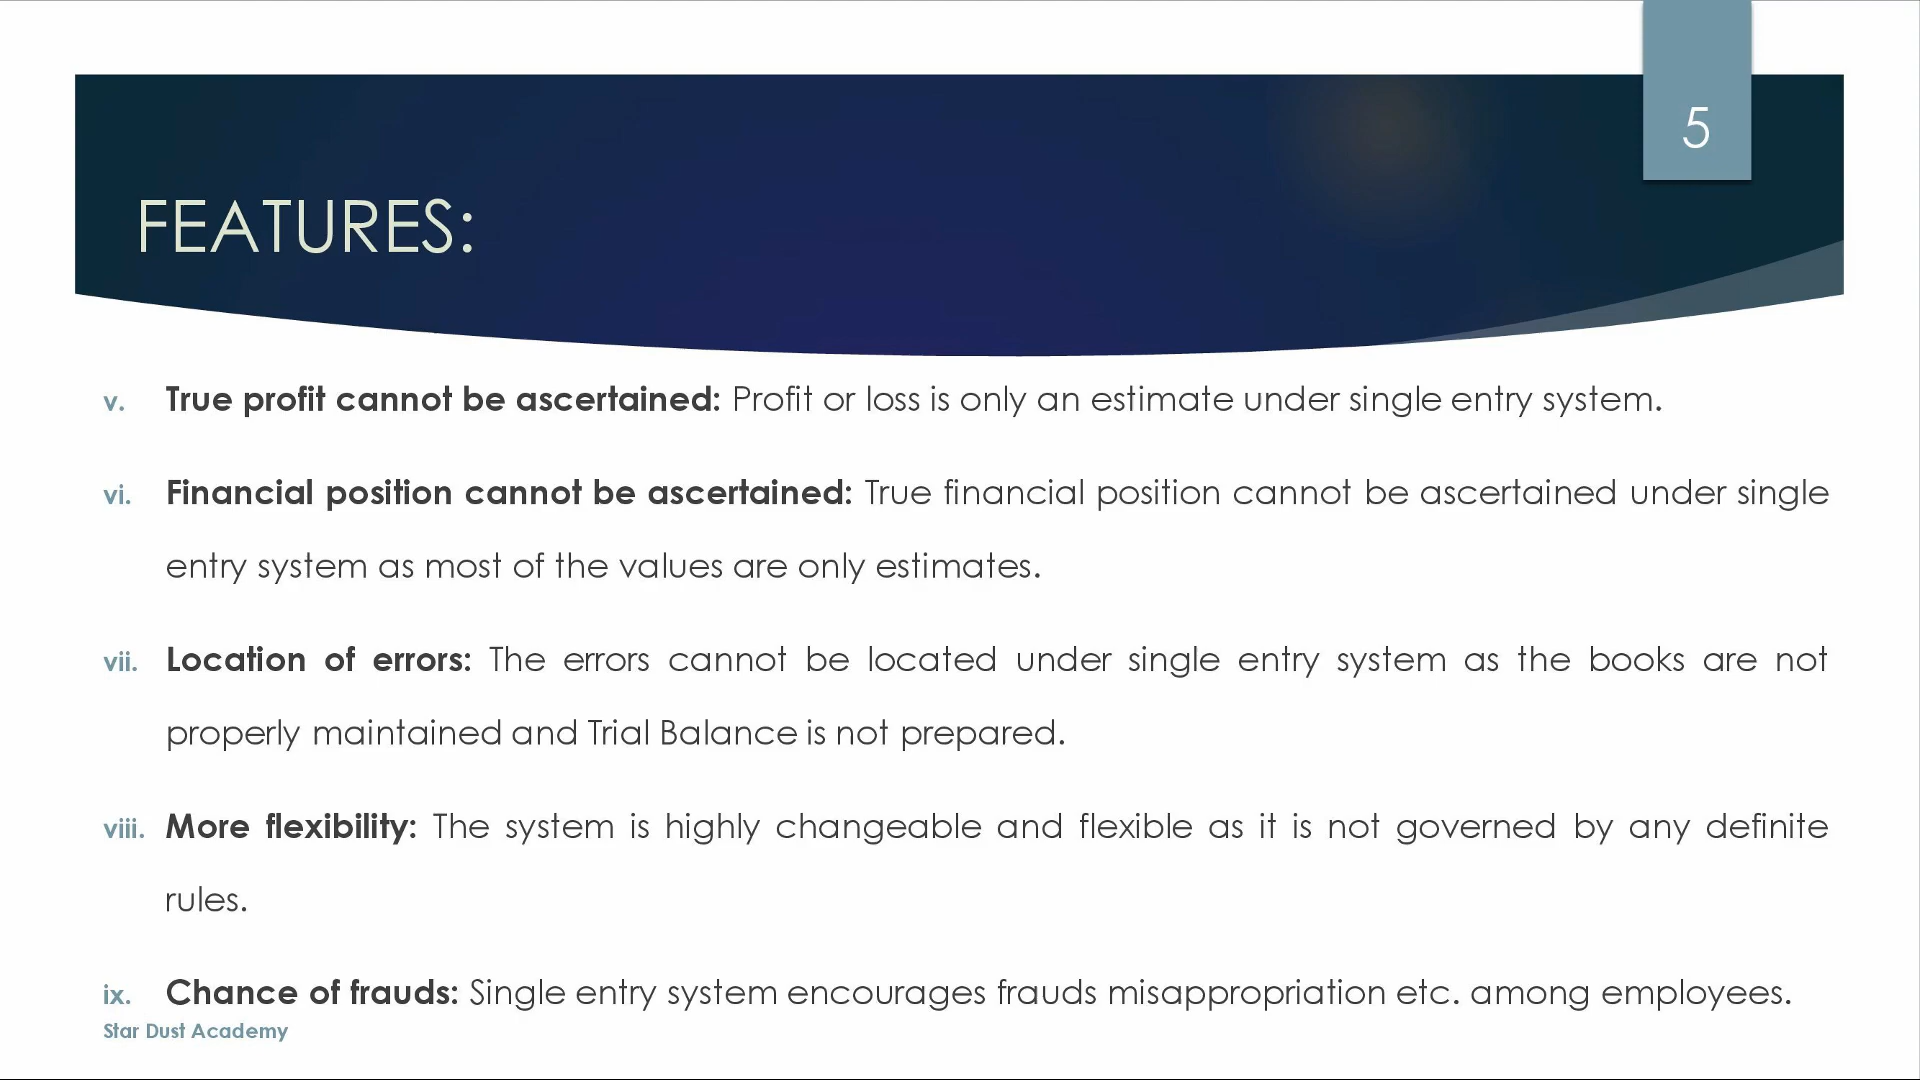 5
FEATURES:
v. True profit cannot be ascertained: Profit or loss is only an estimate under single entry system.
vi. Financial position cannot be ascertained: True financial position cannot be ascertained under single
entry system as most of the values are only estimates.
vii. Location of errors: The errors cannot be located under single entry system as the books are not
properly maintained and Trial Balance is not prepared.
viii. More flexibility: The system is highly changeable and flexible as it is not governed by any definite
rules.
ix. Chance of frauds: Single entry system encourages frauds misappropriation etc. among employees.
Star Dust Academy